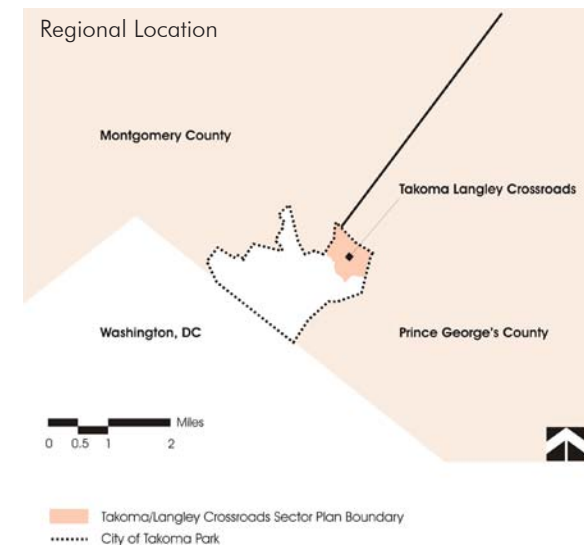 Regional Location
Montgomery County
Takoma Langley Crossroads
Washington, DC
Prince George's County
Miles
0 0.5 1 2
Takoma/Langley Crossroads Sector Plan Boundary
City of Takoma Park